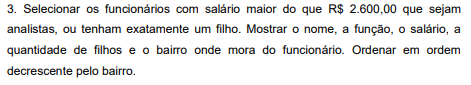 3. Selecionar os funcionários com salário maior do que R$ 2.600,00 que sejam
analistas, ou tenham exatamente um filho. Mostrar o nome, a função, o salário, a
quantidade de filhos e o bairro onde mora do funcionário. Ordenar em ordem
decrescente pelo bairro.